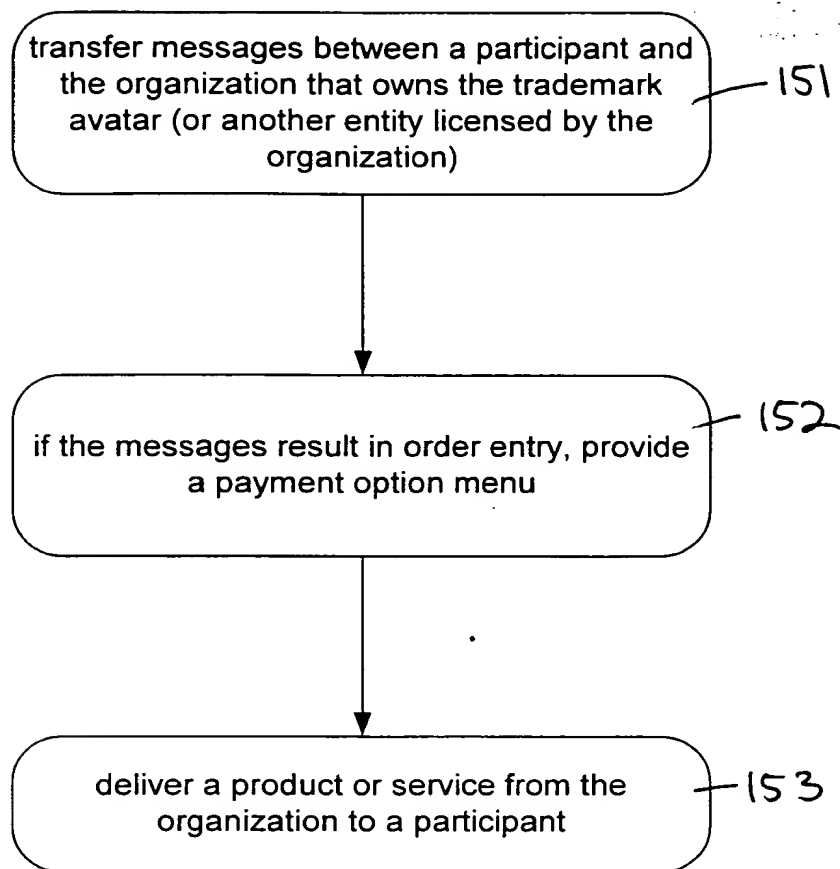 transfer messages between a participant and
the organization that owns the trademark
avatar (or another entity licensed by the
organization)
151
if the messages result in order entry, provide
a payment option menu
152
deliver a product or service from the
organization to a participant
153